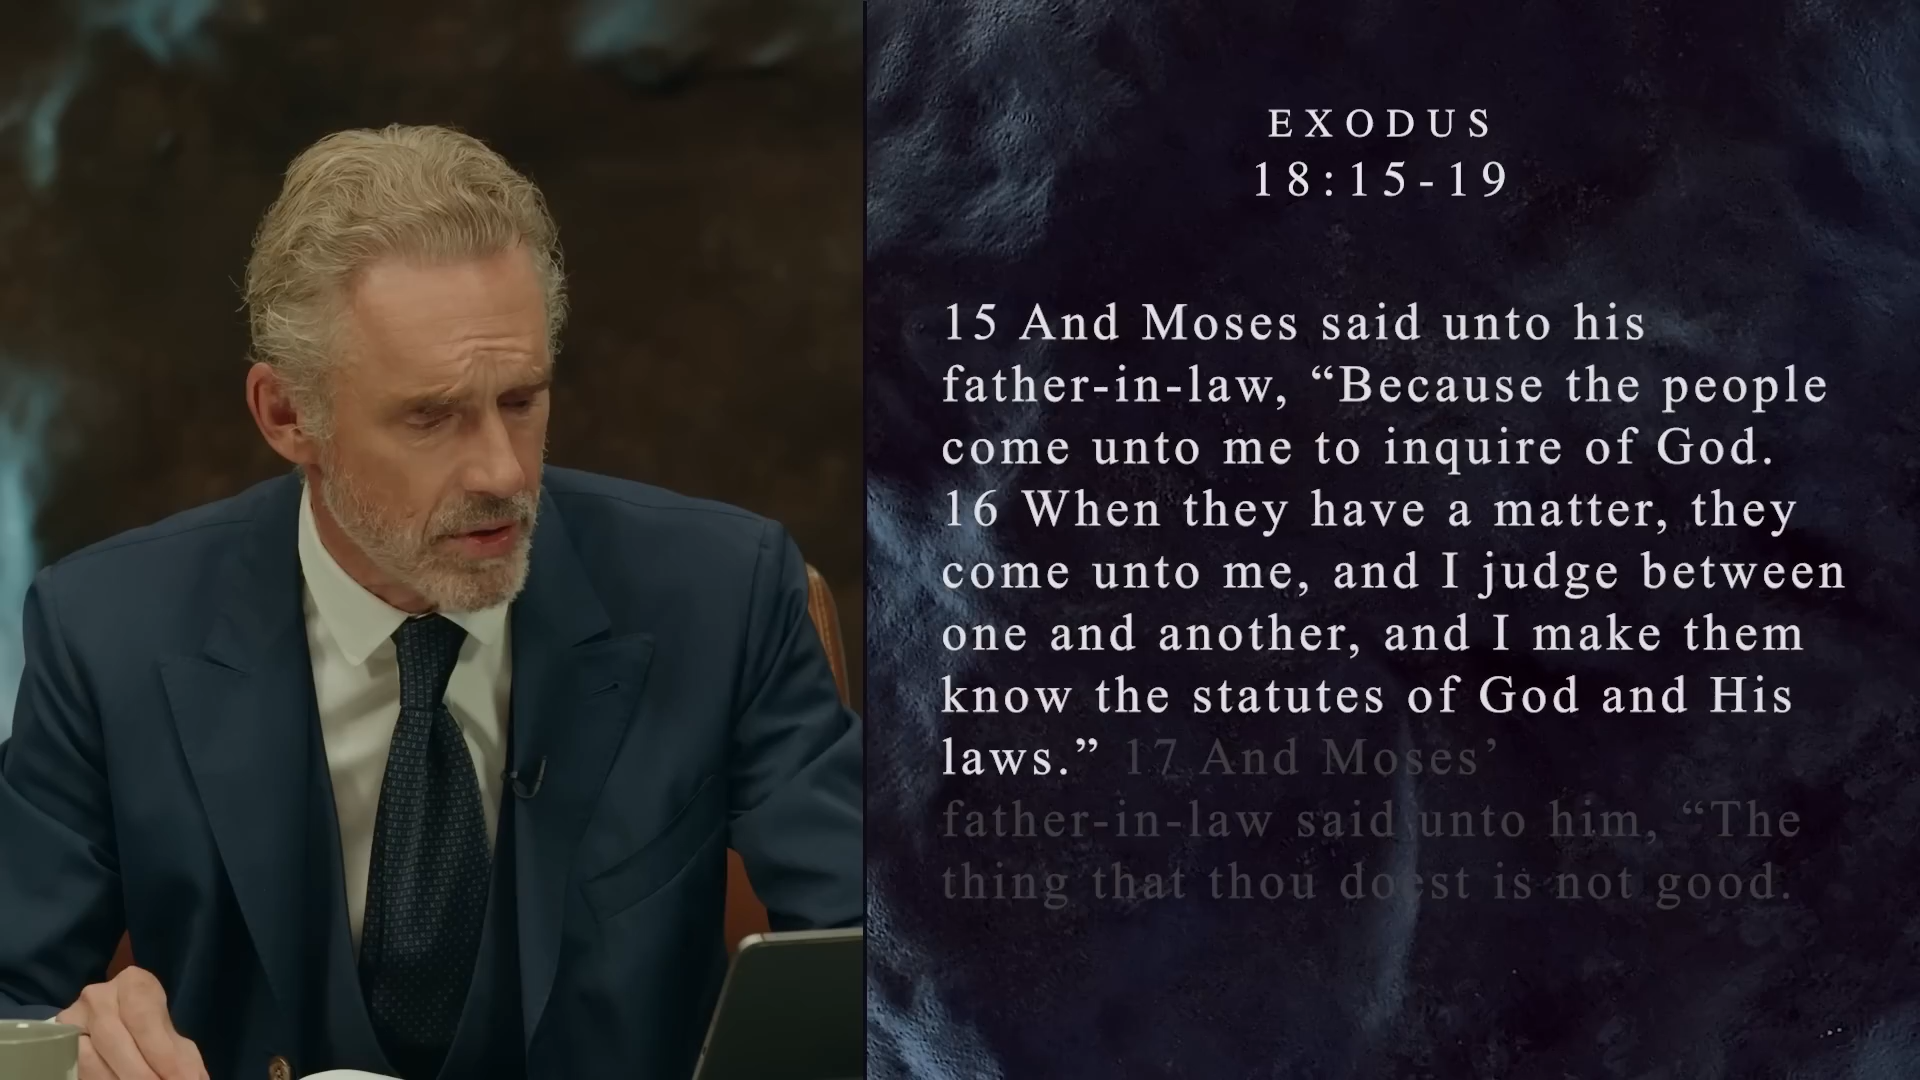 EXODUS
18:15-19
15 And Moses said unto his
father-in-law, “Because the people
come unto me to inquire of God.
16 When they have a matter, they
come unto me, and I judge between
one and another, and I make them
know the statutes of God and His
laws.” 17 And Moses’
father-in-law said unto him, “The
thing that thou doest is not good.